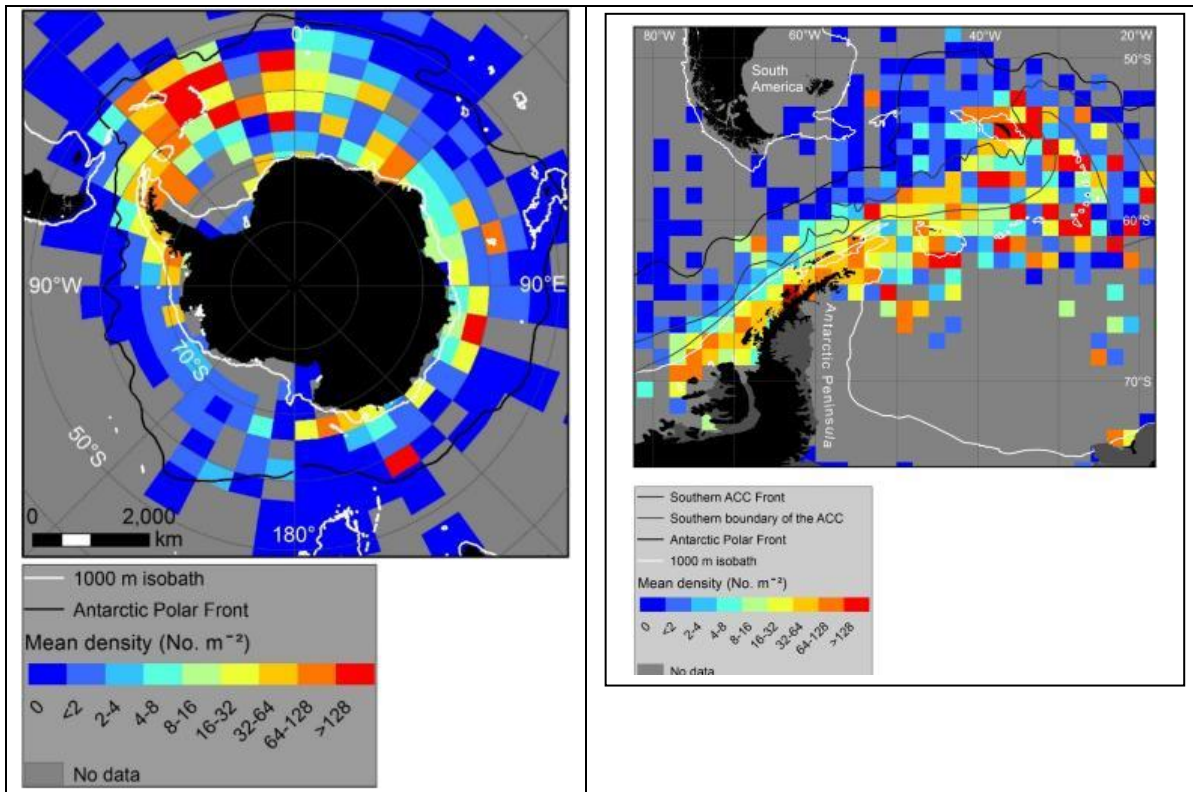 0°
90°W
90°E
70°S
50°S
180°
0 2,000
km
1000 m isobath
Antarctic Polar Front
Mean density (No. m⁻²)
0 <2 2-4 4-8 8-16 16-32 32-64 64-128 >128
No data
80°W 60°W 40°W 20°W
South
America
50°S
60°S
70°S
Antarctic Peninsula
Southern ACC Front
Southern boundary of the ACC
Antarctic Polar Front
1000 m isobath
Mean density (No. m⁻²)
0 <2 2-4 4-8 8-16 16-32 32-64 64-128 >128
No data